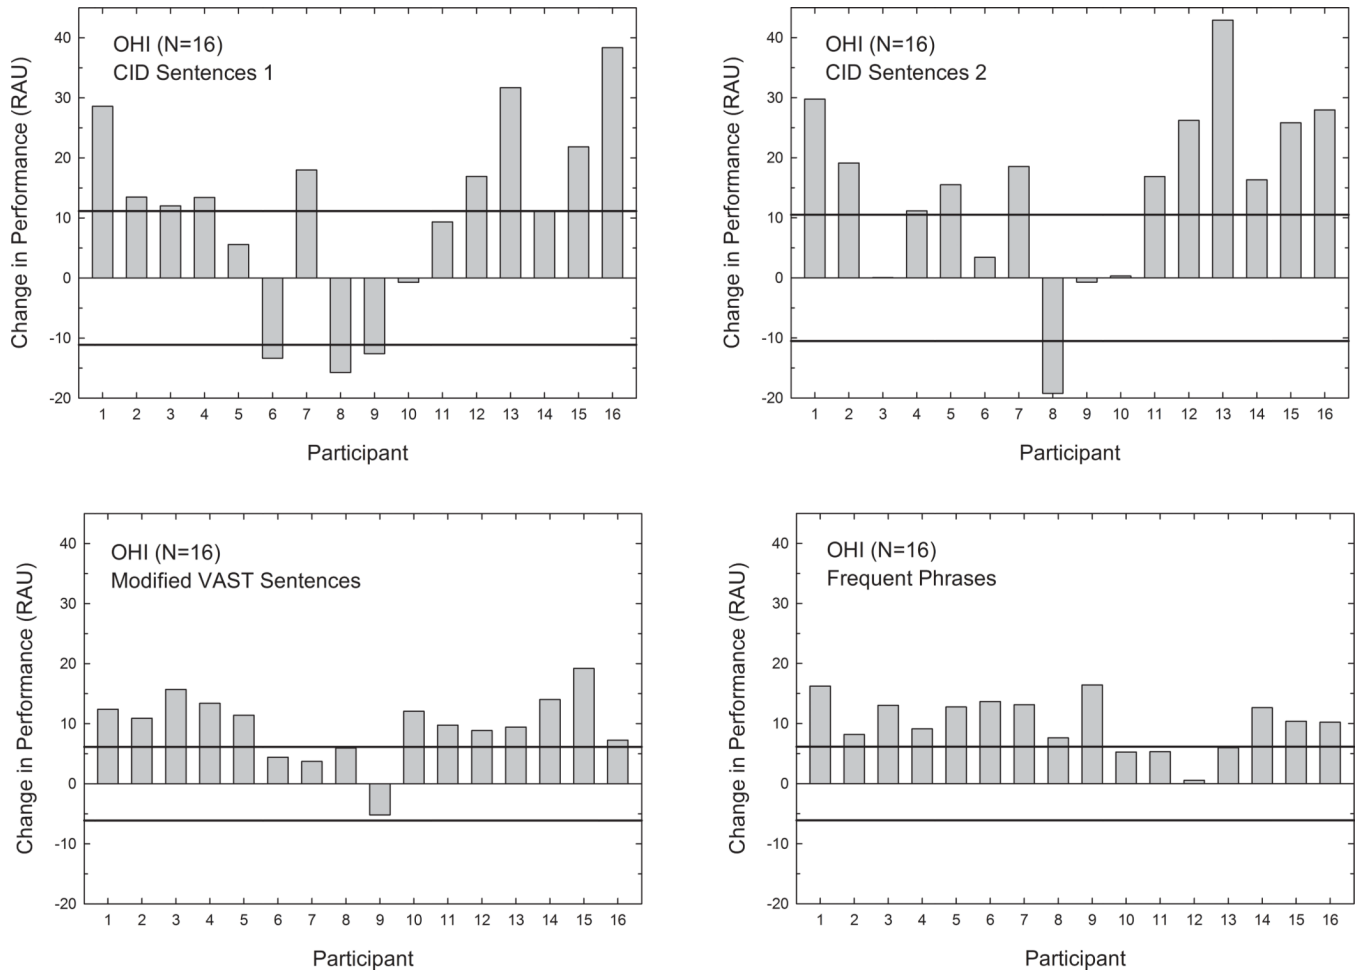 OHI (N=16)
CID Sentences 1
Change in Performance (RAU)
40
30
20
10
0
-10
-20
1 2 3 4 5 6 7 8 9 10 11 12 13 14 15 16
Participant
OHI (N=16)
CID Sentences 2
Change in Performance (RAU)
40
30
20
10
0
-10
-20
1 2 3 4 5 6 7 8 9 10 11 12 13 14 15 16
Participant
OHI (N=16)
Modified VAST Sentences
Change in Performance (RAU)
40
30
20
10
0
-10
-20
1 2 3 4 5 6 7 8 9 10 11 12 13 14 15 16
Participant
OHI (N=16)
Frequent Phrases
Change in Performance (RAU)
40
30
20
10
0
-10
-20
1 2 3 4 5 6 7 8 9 10 11 12 13 14 15 16
Participant